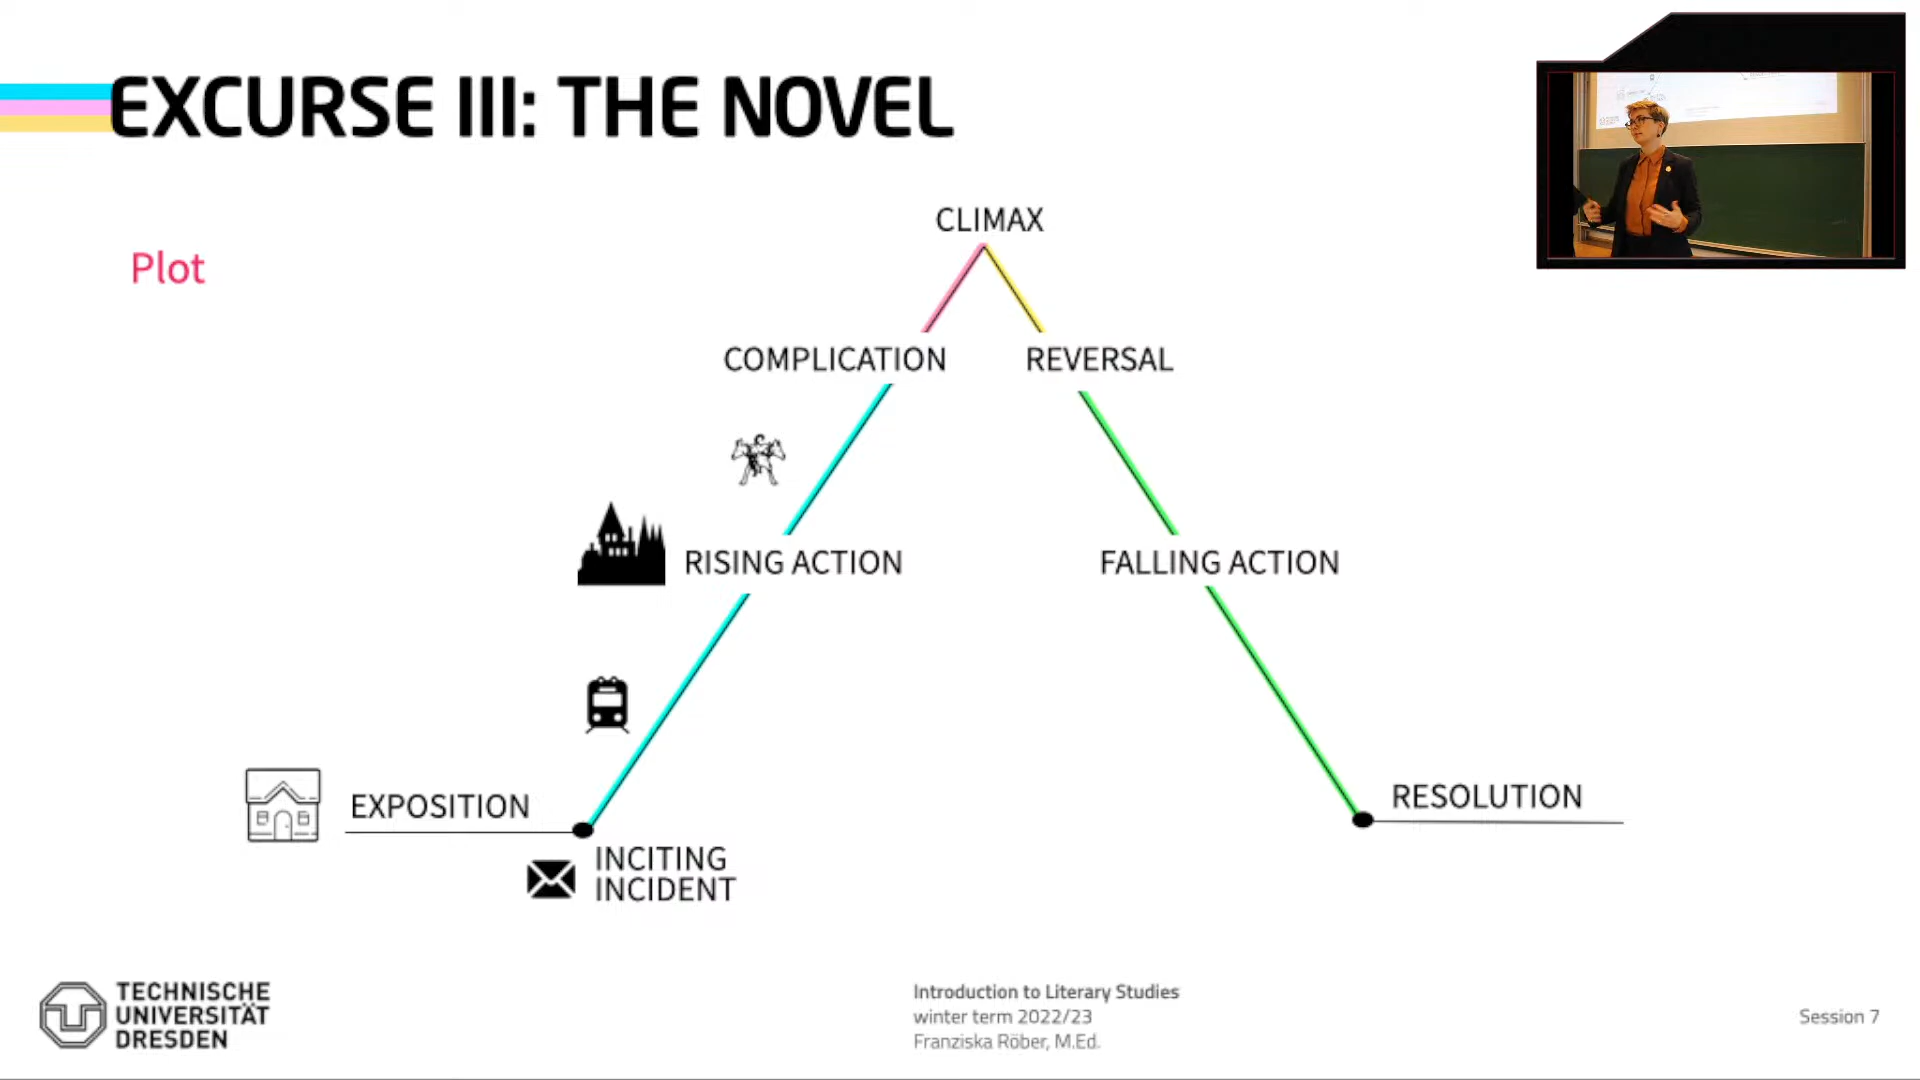 EXCURSE III: THE NOVEL
Plot
CLIMAX
COMPLICATION
REVERSAL
RISING ACTION
FALLING ACTION
EXPOSITION
RESOLUTION
INCITING
INCIDENT
TECHNISCHE
UNIVERSITÄT
DRESDEN
Introduction to Literary Studies
winter term 2022/23
Franziska Röber, M.Ed.
Session 7